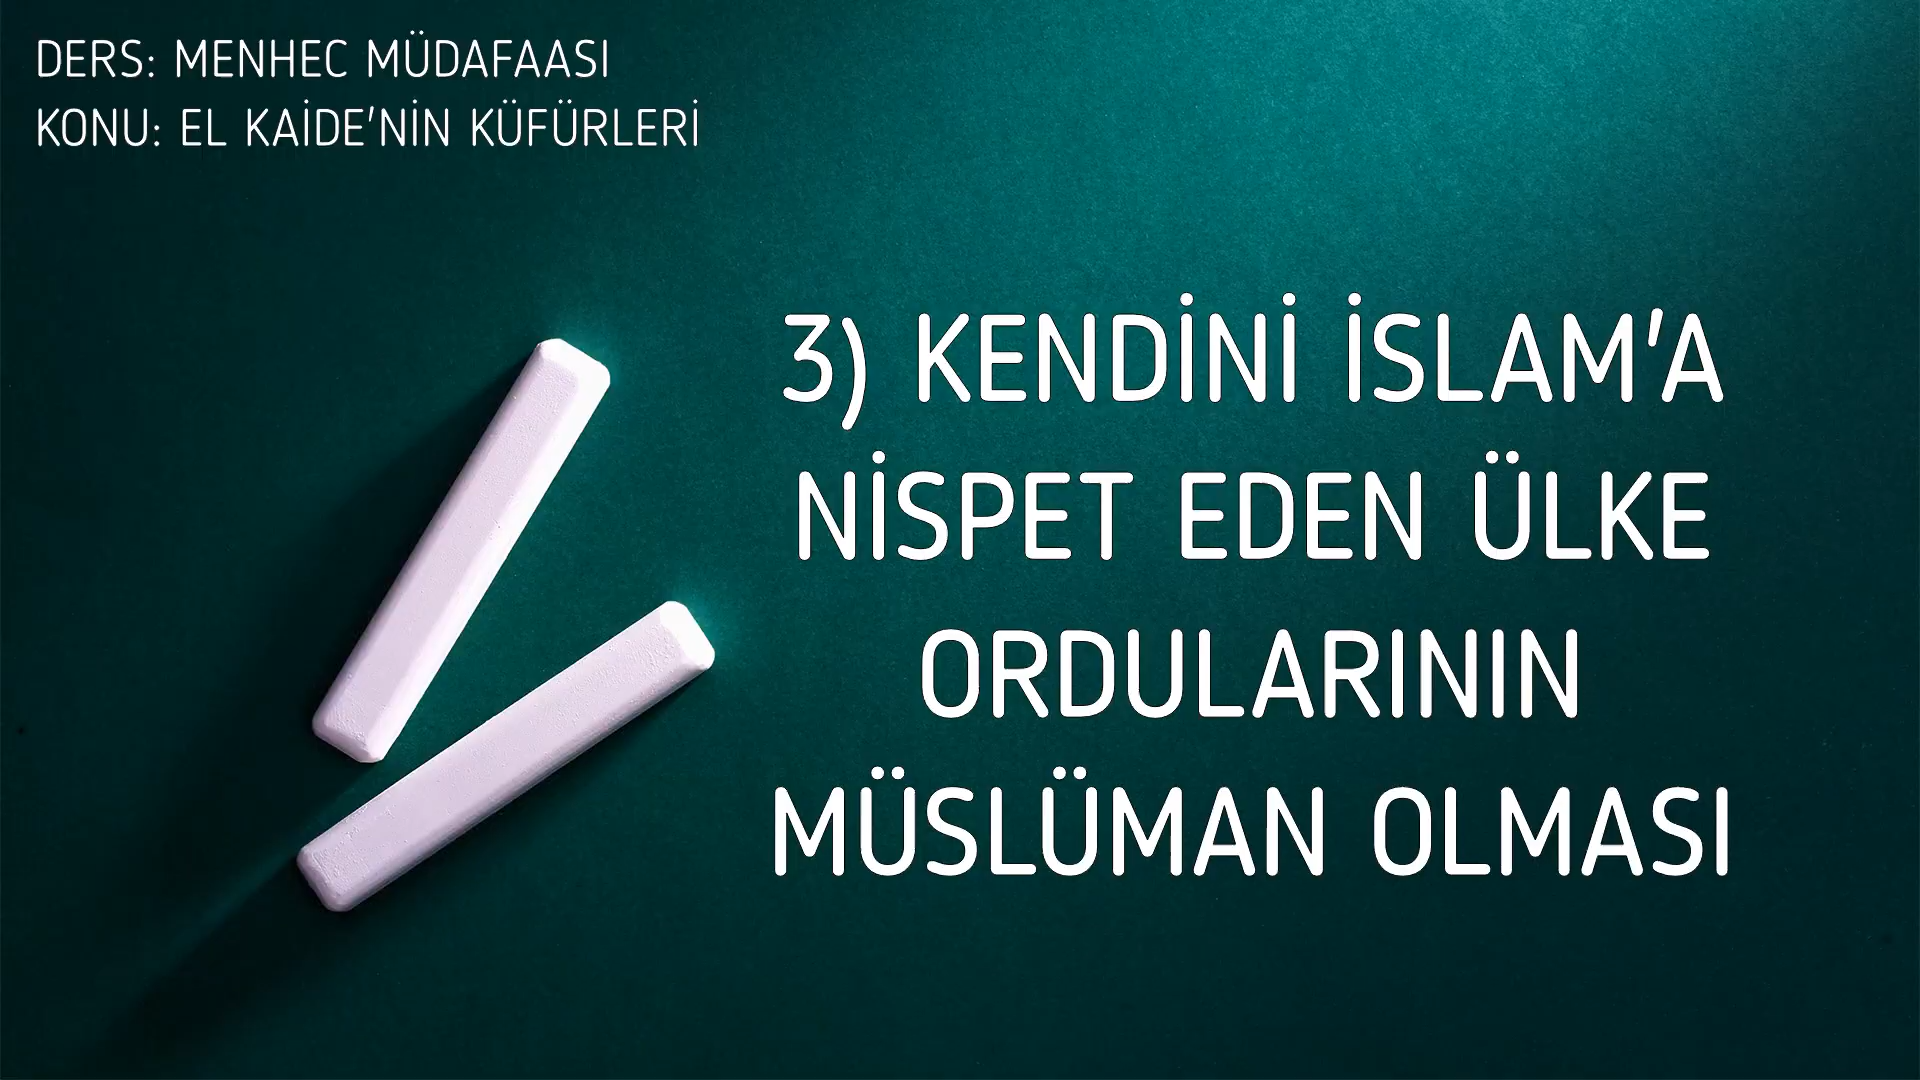 DERS: MENHEC MÜDAFAASI
KONU: EL KAİDE'NİN KÜFÜRLERİ
3) KENDİNİ İSLAM'A
NİSPET EDEN ÜLKE
ORDULARININ
MÜSLÜMAN OLMASI